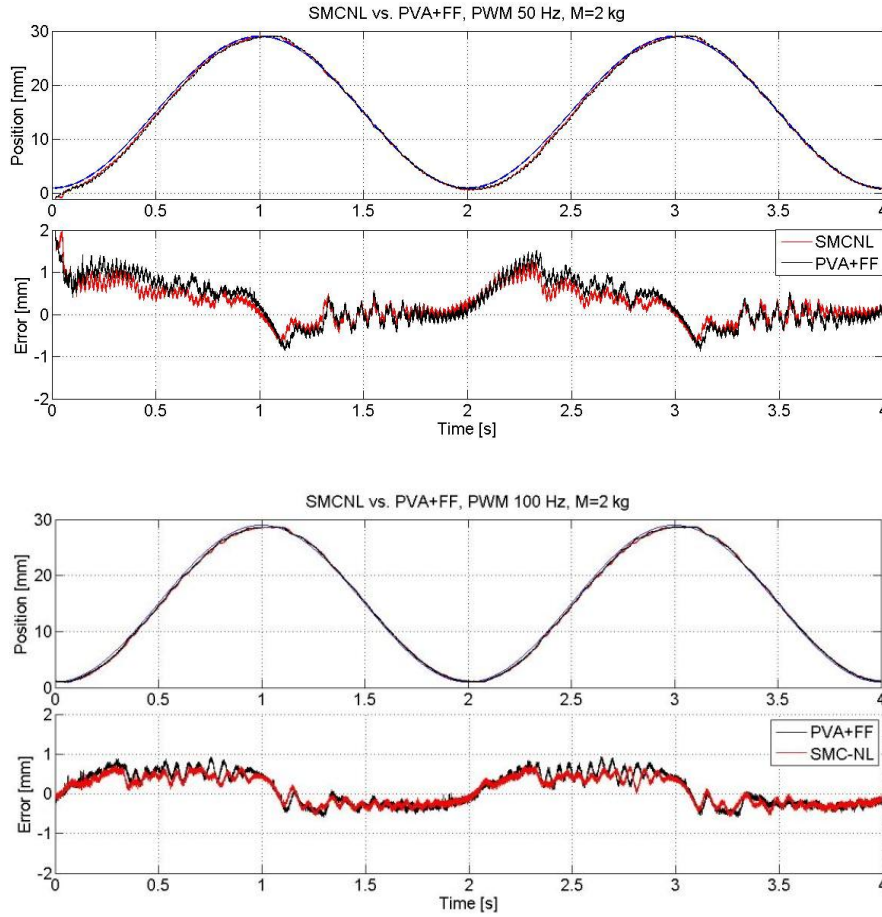 SMCNL vs. PVA+FF, PWM 50 Hz, M=2 kg
Position [mm]
30
20
10
0
0 0.5 1 1.5 2 2.5 3 3.5 4
Error [mm]
2
1
0
-1
-2
SMCNL
PVA+FF
0 0.5 1 1.5 2 2.5 3 3.5 4
Time [s]
SMCNL vs. PVA+FF, PWM 100 Hz, M=2 kg
Position [mm]
30
20
10
0
0 0.5 1 1.5 2 2.5 3 3.5 4
Error [mm]
2
1
0
-1
-2
PVA+FF
SMC-NL
0 0.5 1 1.5 2 2.5 3 3.5 4
Time [s]